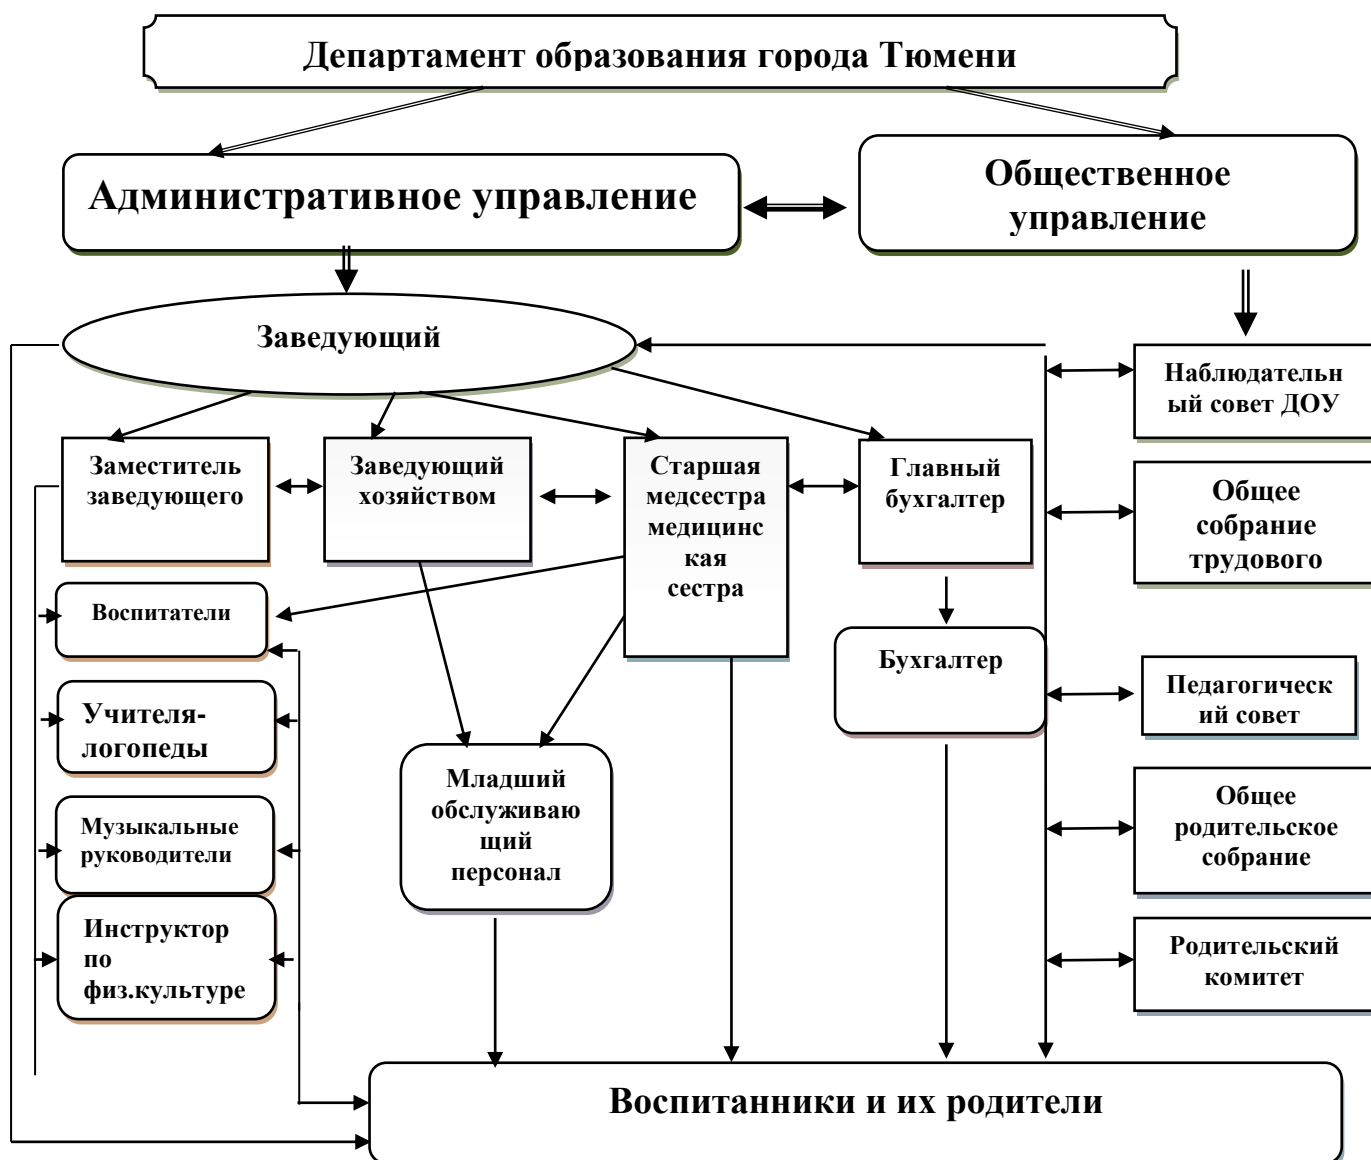 Департамент образования города Тюмени
Административное управление
Общественное
управление
Заведующий
Наблюдательн
ый совет ДОУ
Заместитель
заведующего
Заведующий
хозяйством
Старшая
медсестра
медицинс
кая
сестра
Главный
бухгалтер
Общее
собрание
трудового
Воспитатели
Бухгалтер
Педагогическ
ий совет
Учителя-
логопеды
Младший
обслуживаю
щий
персонал
Общее
родительское
собрание
Музыкальные
руководители
Инструктор
по
физ.культуре
Родительский
комитет
Воспитанники и их родители